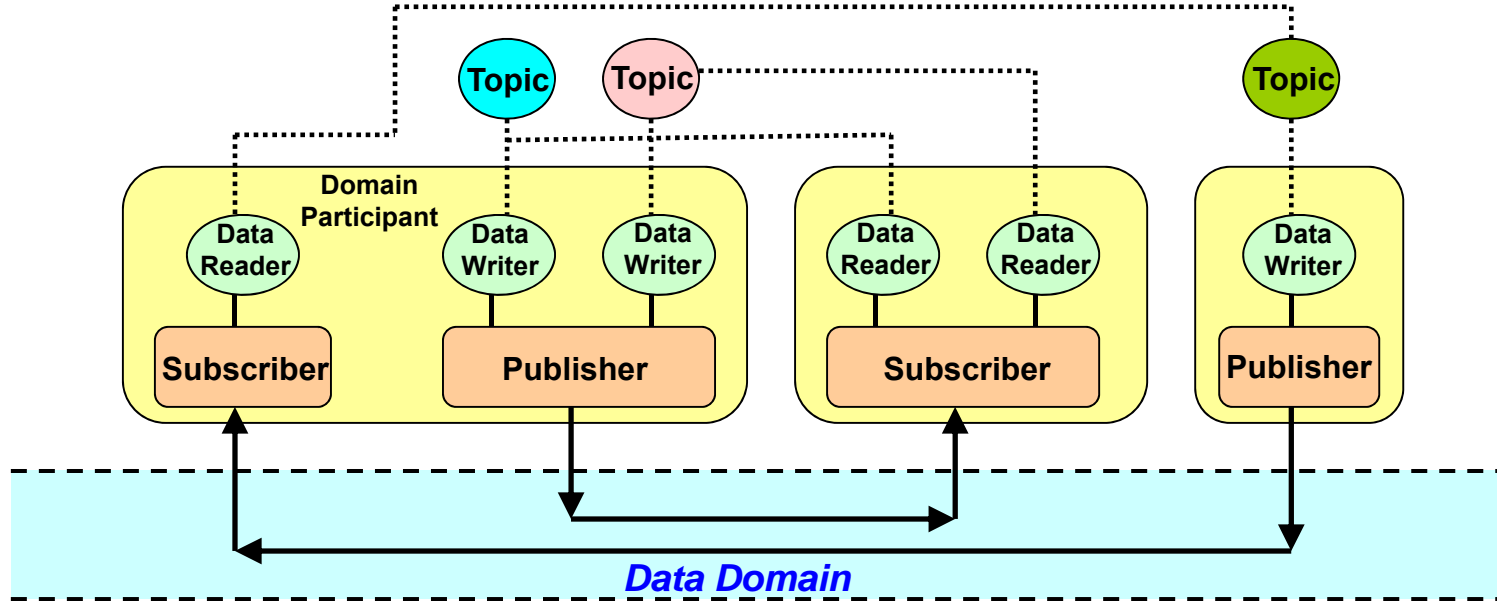 Topic
Topic
Topic
Domain
Participant
Data
Reader
Data
Writer
Data
Writer
Data
Reader
Data
Reader
Data
Writer
Subscriber
Publisher
Subscriber
Publisher
Data Domain